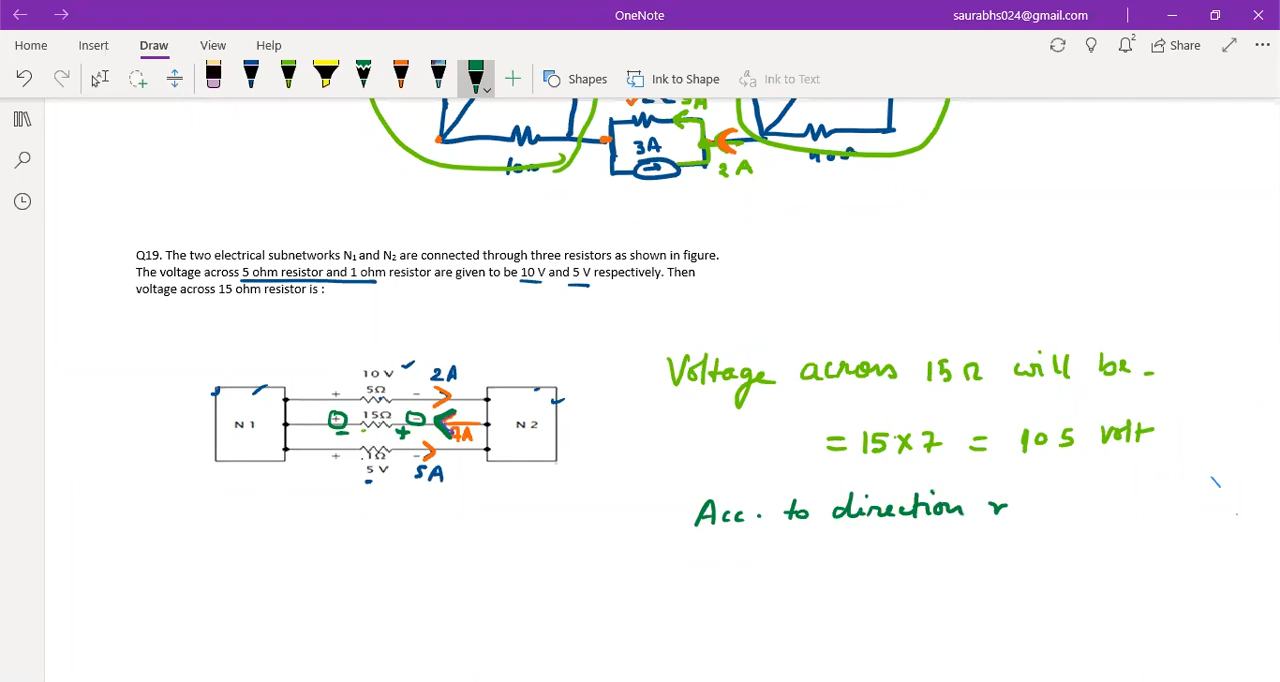 OneNote
saurabhs024@gmail.com
Home Insert Draw View Help
Share
Shapes Ink to Shape Ink to Text
3A
2 A
Q19. The two electrical subnetworks N1 and N2 are connected through three resistors as shown in figure.
The voltage across 5 ohm resistor and 1 ohm resistor are given to be 10 V and 5 V respectively. Then
voltage across 15 ohm resistor is :
10 V 2A
5Ω
+ -
N 1 + 15Ω - N 2
+ 7A
+ 1Ω -
5 V 5A
Voltage across 15Ω will be -
= 15 x 7 = 105 volt
Acc. to direction r